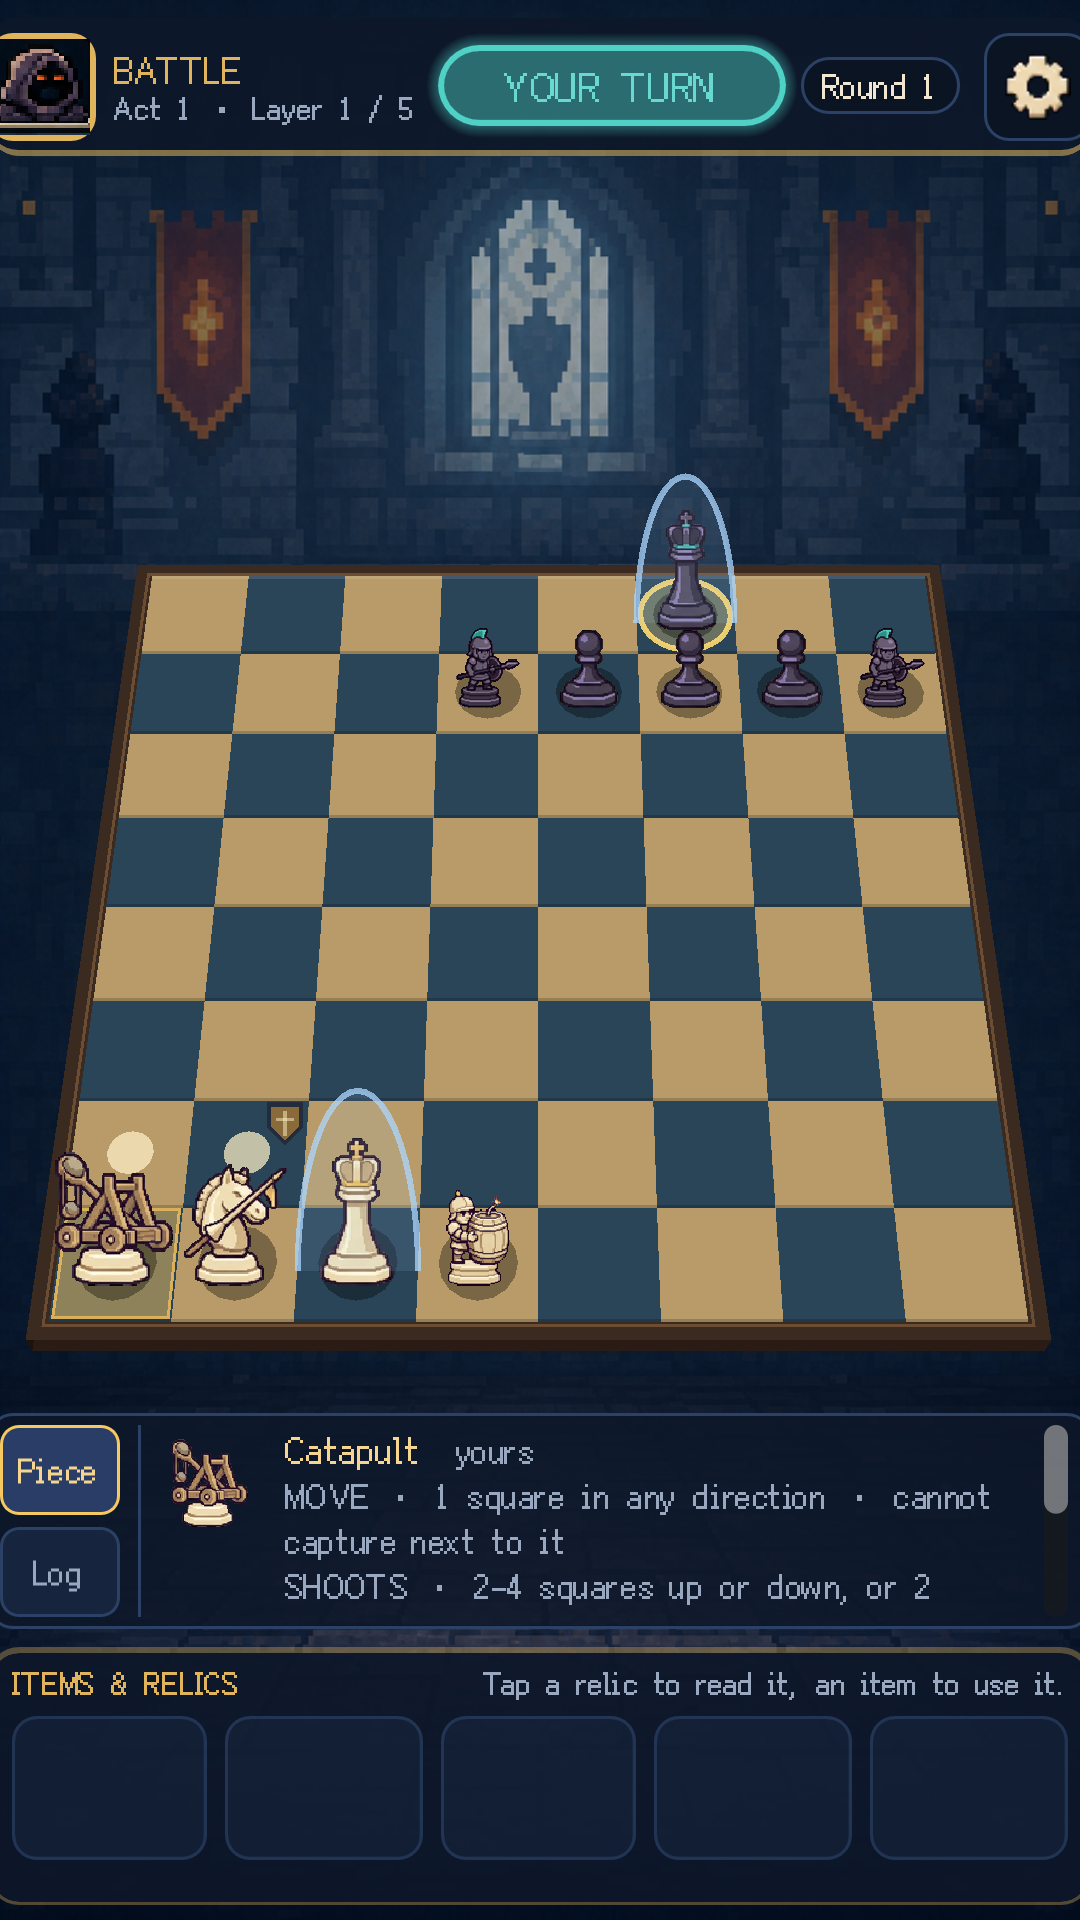 BATTLE
Act 1 · Layer 1 / 5
YOUR TURN
Round 1
Piece
Log
Catapult yours
MOVE · 1 square in any direction · cannot
capture next to it
SHOOTS · 2–4 squares up or down, or 2
ITEMS & RELICS
Tap a relic to read it, an item to use it.